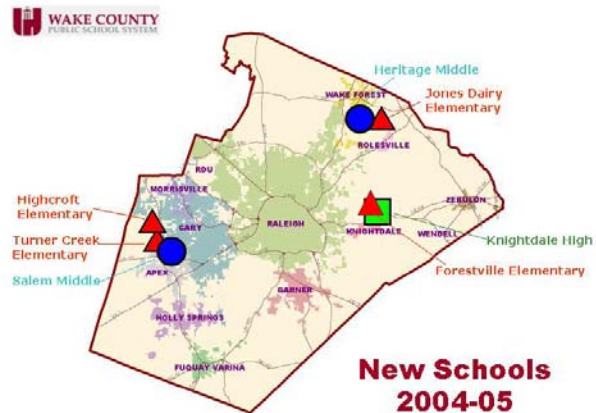 WAKE COUNTY
PUBLIC SCHOOL SYSTEM
Heritage Middle
WAKE FOREST
Jones Dairy
Elementary
ROLESVILLE
RDU
MORRISVILLE
Highcroft
Elementary
ZEBULON
CARY
RALEIGH
KNIGHTDALE
WENDELL
Turner Creek
Elementary
Knightdale High
APEX
Forestville Elementary
Salem Middle
GARNER
HOLLY SPRINGS
FUQUAY VARINA
New Schools
2004-05